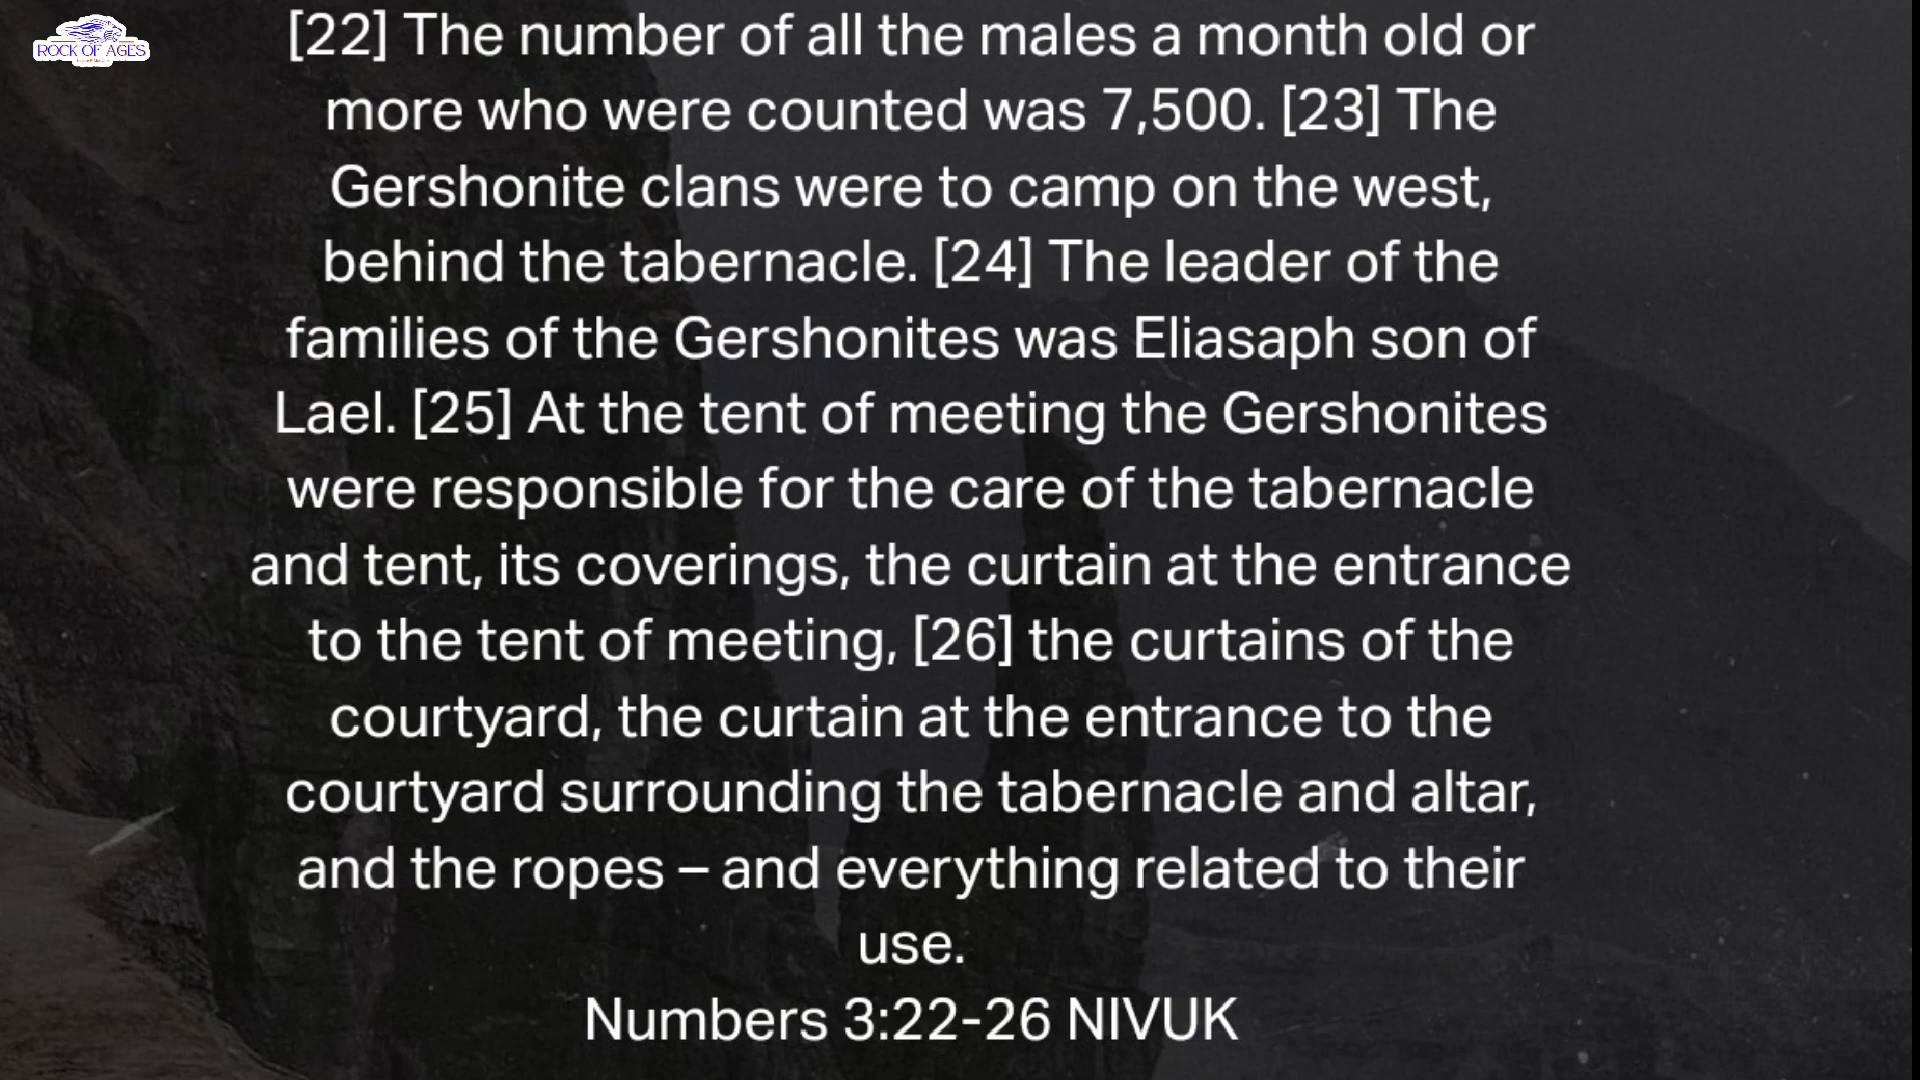 ROCK OF AGES
[22] The number of all the males a month old or
more who were counted was 7,500. [23] The
Gershonite clans were to camp on the west,
behind the tabernacle. [24] The leader of the
families of the Gershonites was Eliasaph son of
Lael. [25] At the tent of meeting the Gershonites
were responsible for the care of the tabernacle
and tent, its coverings, the curtain at the entrance
to the tent of meeting, [26] the curtains of the
courtyard, the curtain at the entrance to the
courtyard surrounding the tabernacle and altar,
and the ropes – and everything related to their
use.
Numbers 3:22-26 NIVUK